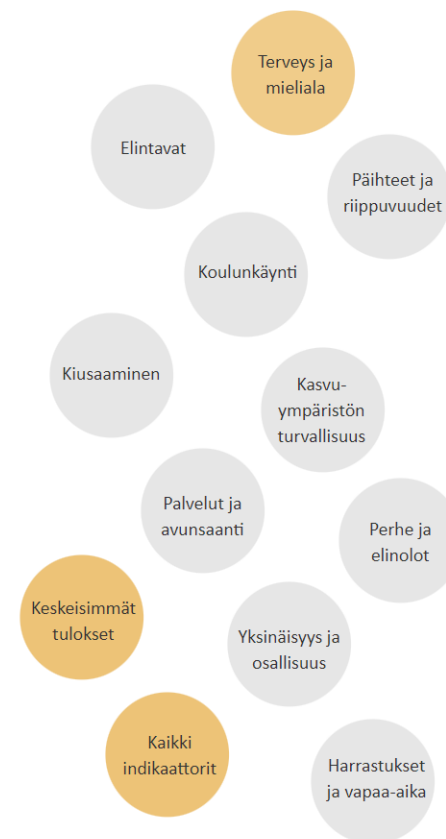 Terveys ja
mieliala
Elintavat
Päihteet ja
riippuvuudet
Koulunkäynti
Kiusaaminen
Kasvu-
ympäristön
turvallisuus
Palvelut ja
avunsaanti
Perhe ja
elinolot
Keskeisimmät
tulokset
Yksinäisyys ja
osallisuus
Kaikki
indikaattorit
Harrastukset
ja vapaa-aika